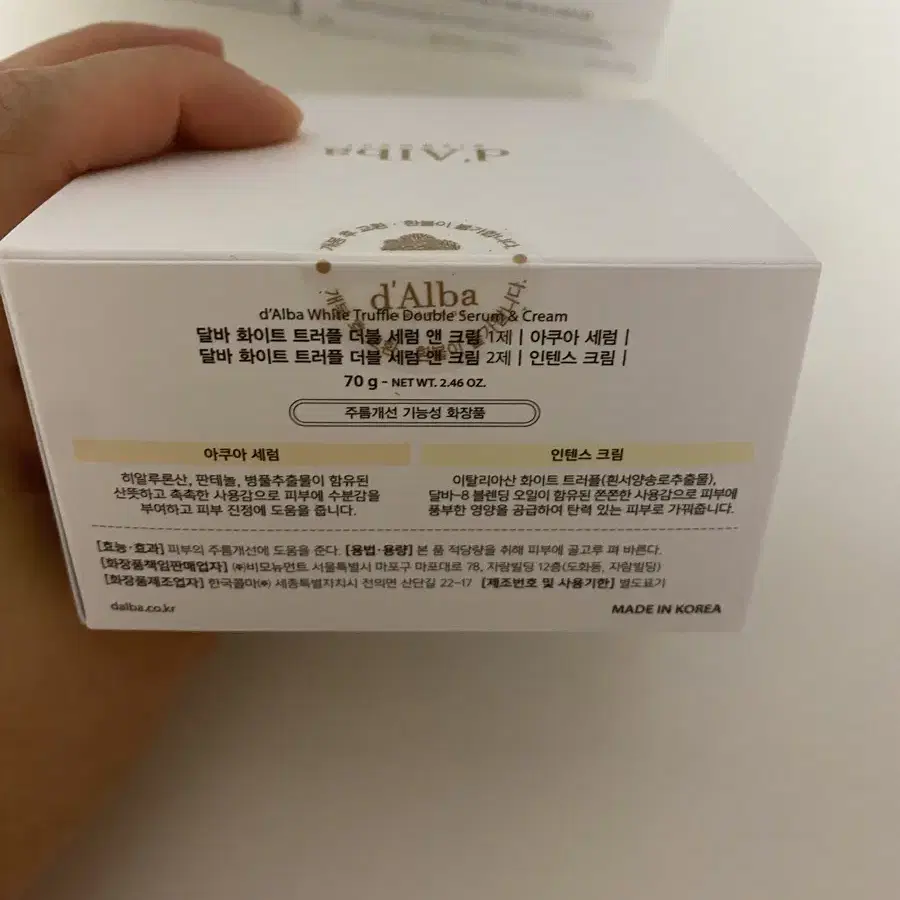 d'Alba
개봉 후 교환·환불이 불가합니다.
d'Alba
d'Alba White Truffle Double Serum & Cream
달바 화이트 트러플 더블 세럼 앤 크림 1제 | 아쿠아 세럼 |
달바 화이트 트러플 더블 세럼 앤 크림 2제 | 인텐스 크림 |
70 g - NET WT. 2.46 OZ.
주름개선 기능성 화장품
아쿠아 세럼
히알루론산, 판테놀, 병풀추출물이 함유된
산뜻하고 촉촉한 사용감으로 피부에 수분감을
부여하고 피부 진정에 도움을 줍니다.
인텐스 크림
이탈리아산 화이트 트러플(흰서양송로추출물),
달바-8 블렌딩 오일이 함유된 쫀쫀한 사용감으로 피부에
풍부한 영양을 공급하여 탄력 있는 피부로 가꿔줍니다.
[효능·효과] 피부의 주름개선에 도움을 준다. [용법·용량] 본 품 적당량을 취해 피부에 골고루 펴 바른다.
[화장품책임판매업자] ㈜비모뉴먼트 서울특별시 마포구 마포대로 78, 자람빌딩 12층(도화동, 자람빌딩)
[화장품제조업자] 한국콜마㈜ 세종특별자치시 전의면 산단길 22-17 [제조번호 및 사용기한] 별도표기
dalba.co.kr
MADE IN KOREA